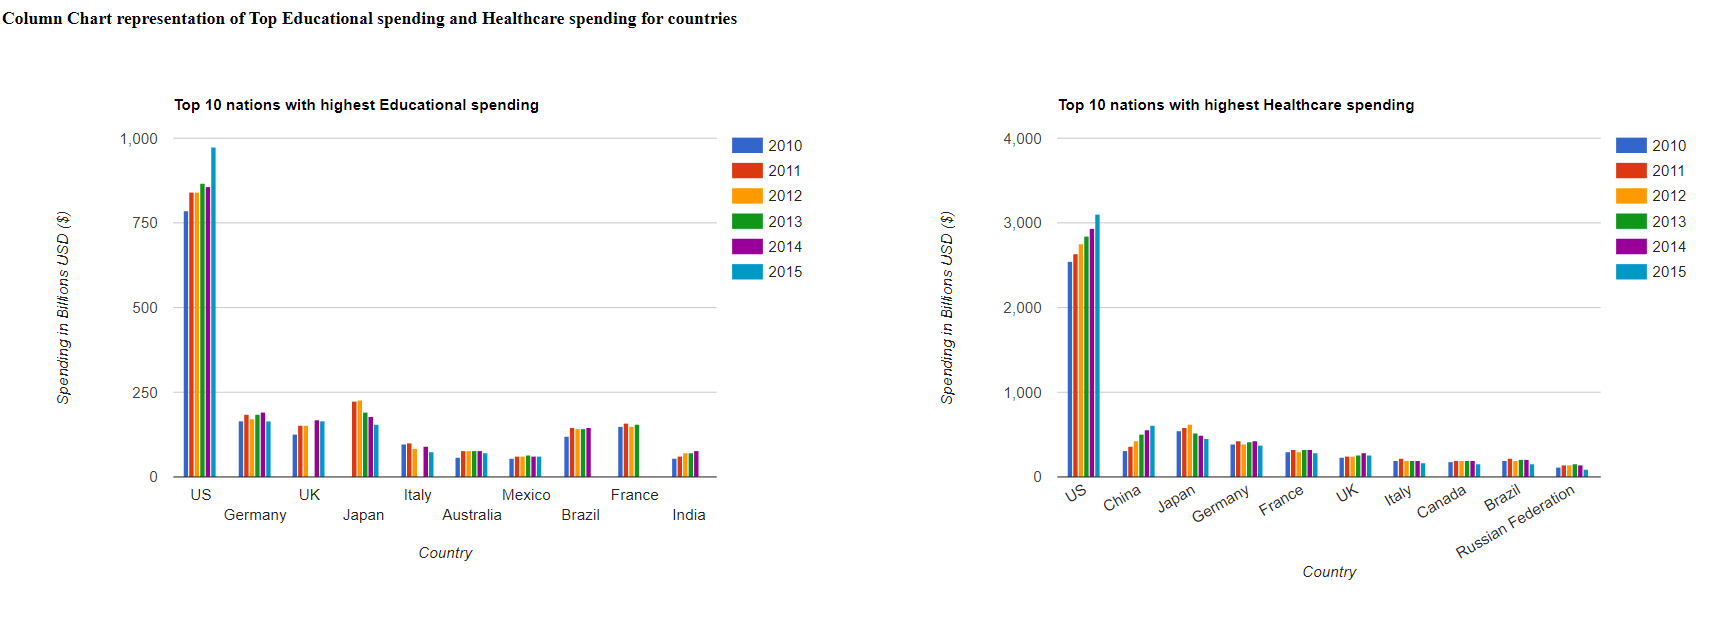 Column Chart representation of Top Educational spending and Healthcare spending for countries
Top 10 nations with highest Educational spending
1,000
750
500
250
0
Spending in Billions USD ($)
US
Germany
UK
Japan
Italy
Australia
Mexico
Brazil
France
India
Country
2010
2011
2012
2013
2014
2015
Top 10 nations with highest Healthcare spending
4,000
3,000
2,000
1,000
0
Spending in Billions USD ($)
US
China
Japan
Germany
France
UK
Italy
Canada
Brazil
Russian Federation
Country
2010
2011
2012
2013
2014
2015